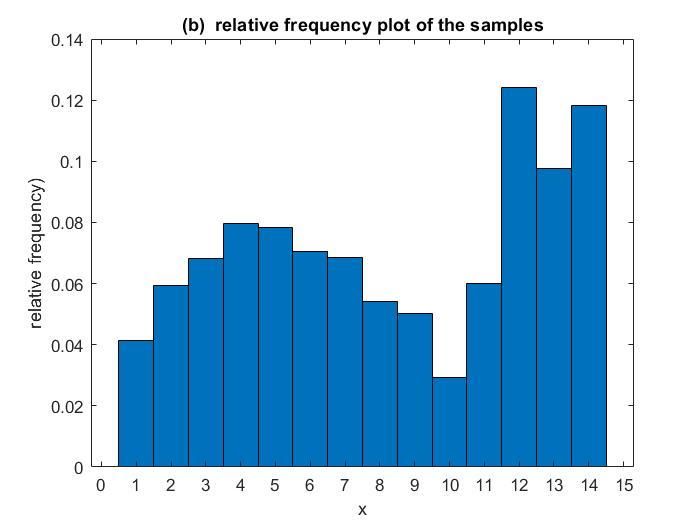 (b)  relative frequency plot of the samples
0.14
0.12
0.1
0.08
0.06
0.04
0.02
0
relative frequency)
0 1 2 3 4 5 6 7 8 9 10 11 12 13 14 15
x